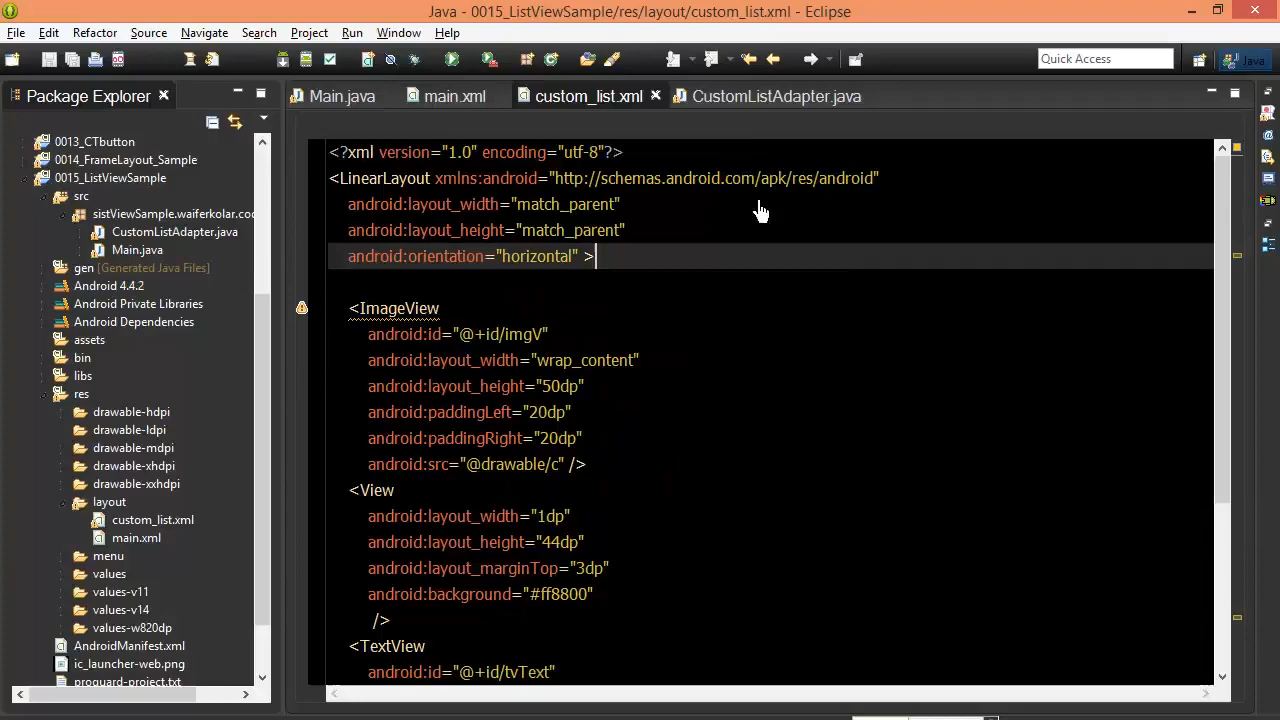 Java - 0015_ListViewSample/res/layout/custom_list.xml - Eclipse
File Edit Refactor Source Navigate Search Project Run Window Help
Quick Access
Java
Package Explorer
Main.java
main.xml
custom_list.xml
CustomListAdapter.java
0013_CTbutton
0014_FrameLayout_Sample
0015_ListViewSample
src
sistViewSample.waiferkolar.coc
CustomListAdapter.java
Main.java
gen [Generated Java Files]
Android 4.4.2
Android Private Libraries
Android Dependencies
assets
bin
libs
res
drawable-hdpi
drawable-ldpi
drawable-mdpi
drawable-xhdpi
drawable-xxhdpi
layout
custom_list.xml
main.xml
menu
values
values-v11
values-v14
values-w820dp
AndroidManifest.xml
ic_launcher-web.png
proguard-project.txt
<?xml version="1.0" encoding="utf-8"?>
<LinearLayout xmlns:android="http://schemas.android.com/apk/res/android"
android:layout_width="match_parent"
android:layout_height="match_parent"
android:orientation="horizontal" >
<ImageView
android:id="@+id/imgV"
android:layout_width="wrap_content"
android:layout_height="50dp"
android:paddingLeft="20dp"
android:paddingRight="20dp"
android:src="@drawable/c" />
<View
android:layout_width="1dp"
android:layout_height="44dp"
android:layout_marginTop="3dp"
android:background="#ff8800"
/>
<TextView
android:id="@+id/tvText"